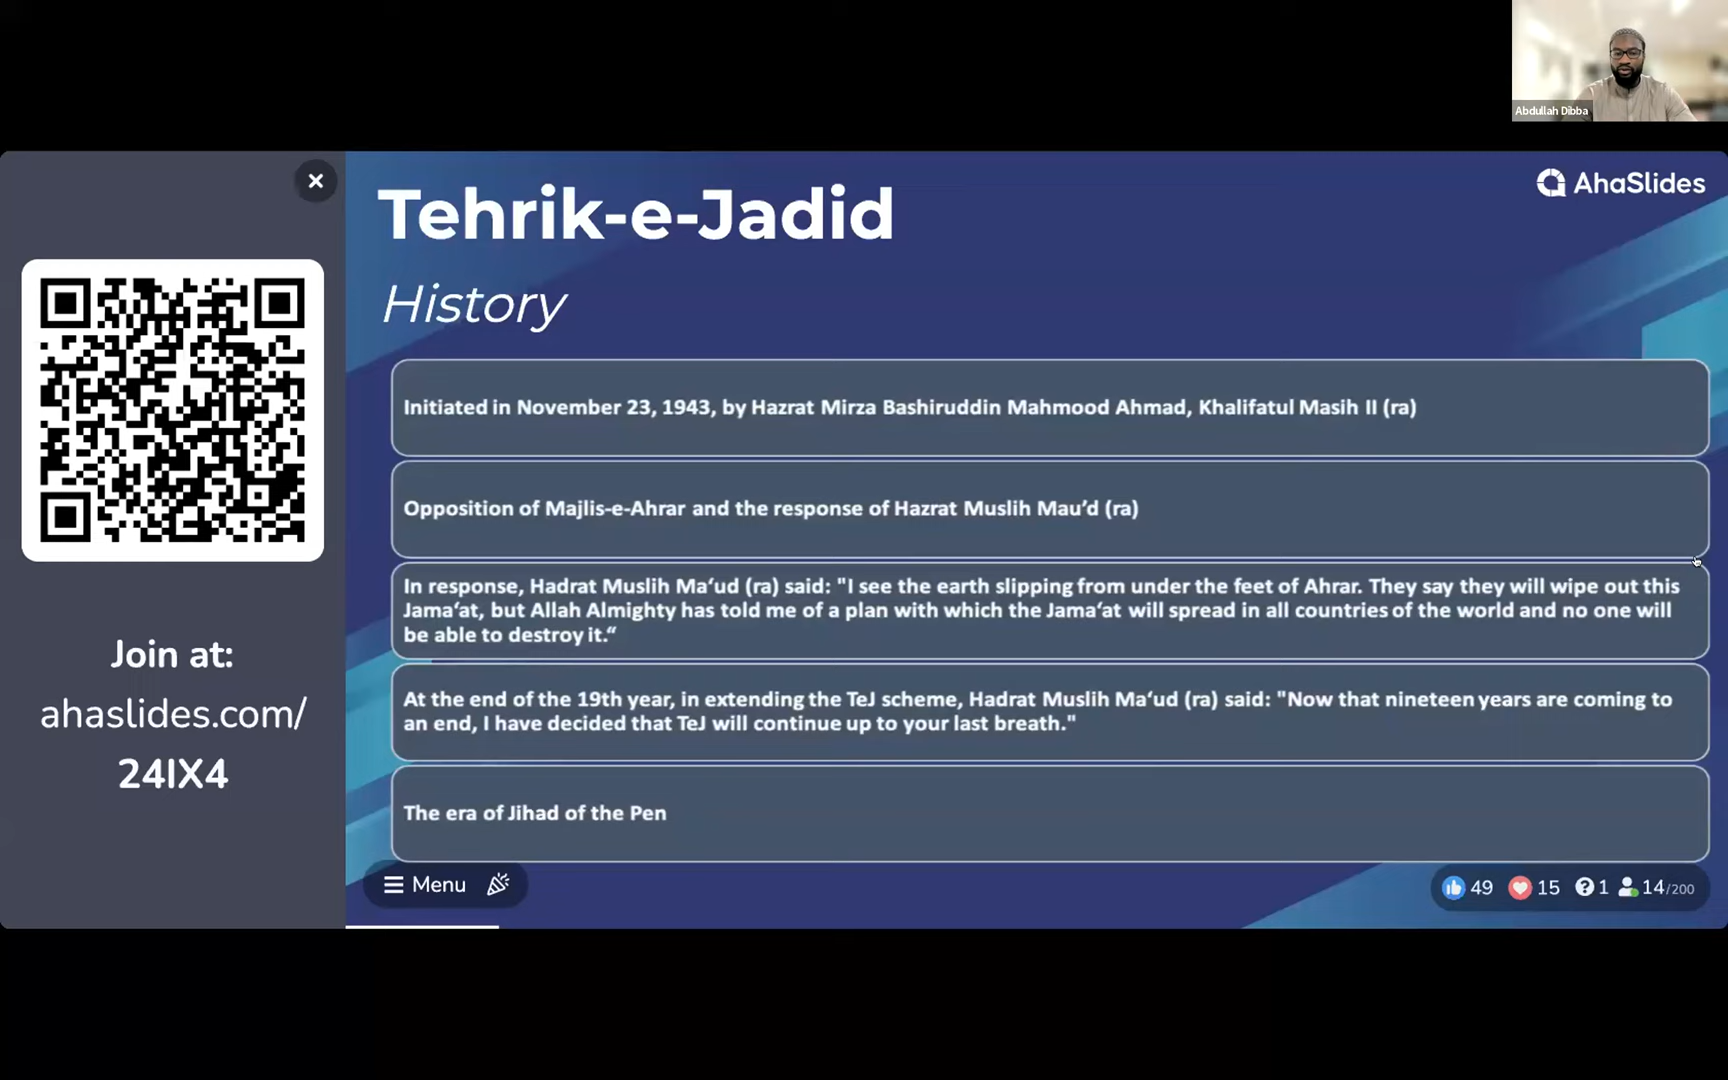 Abdullah Dibba
AhaSlides
Tehrik-e-Jadid
History
Initiated in November 23, 1943, by Hazrat Mirza Bashiruddin Mahmood Ahmad, Khalifatul Masih II (ra)
Opposition of Majlis-e-Ahrar and the response of Hazrat Muslih Mau’d (ra)
In response, Hadrat Muslih Ma‘ud (ra) said: "I see the earth slipping from under the feet of Ahrar. They say they will wipe out this
Jama‘at, but Allah Almighty has told me of a plan with which the Jama‘at will spread in all countries of the world and no one will
be able to destroy it.“
At the end of the 19th year, in extending the TeJ scheme, Hadrat Muslih Ma‘ud (ra) said: "Now that nineteen years are coming to
an end, I have decided that TeJ will continue up to your last breath."
The era of Jihad of the Pen
Join at:
ahaslides.com/
24IX4
Menu
49 15 1 14/200